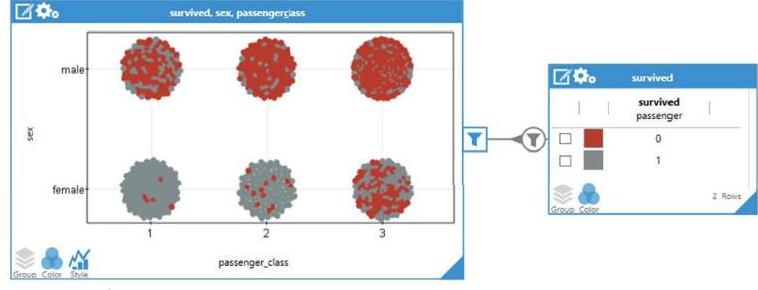 survived, sex, passengerclass
male
sex
female
1 2 3
passenger_class
Group Color Style
survived
survived
passenger
0
1
2 Rows
Group Color